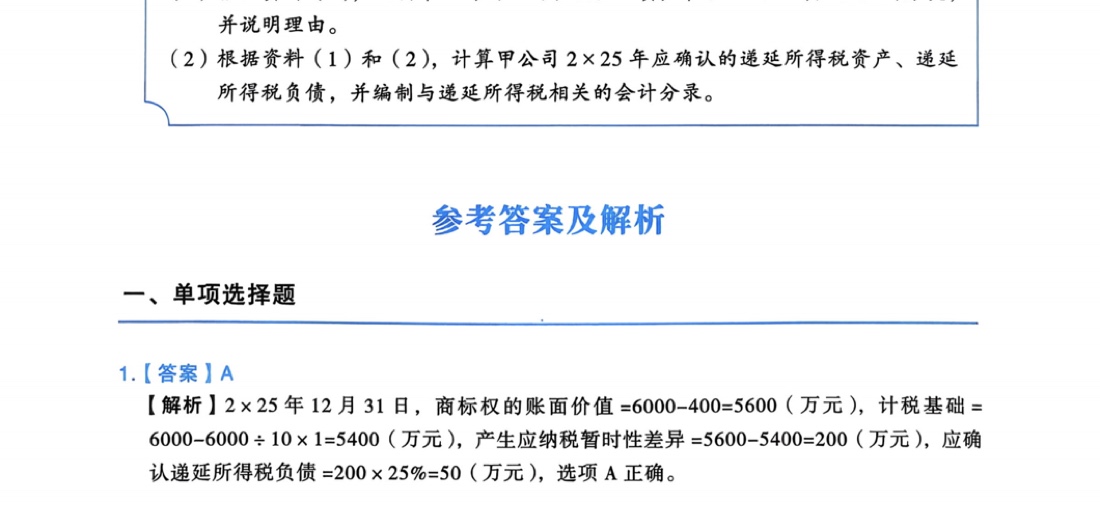 并说明理由。
(2)根据资料(1)和(2),计算甲公司2×25年应确认的递延所得税资产、递延
所得税负债,并编制与递延所得税相关的会计分录。
参考答案及解析
一、单项选择题
1.【答案】A
【解析】2×25年12月31日,商标权的账面价值=6000-400=5600(万元),计税基础=
6000-6000÷10×1=5400(万元),产生应纳税暂时性差异=5600-5400=200(万元),应确
认递延所得税负债=200×25%=50(万元),选项A正确。